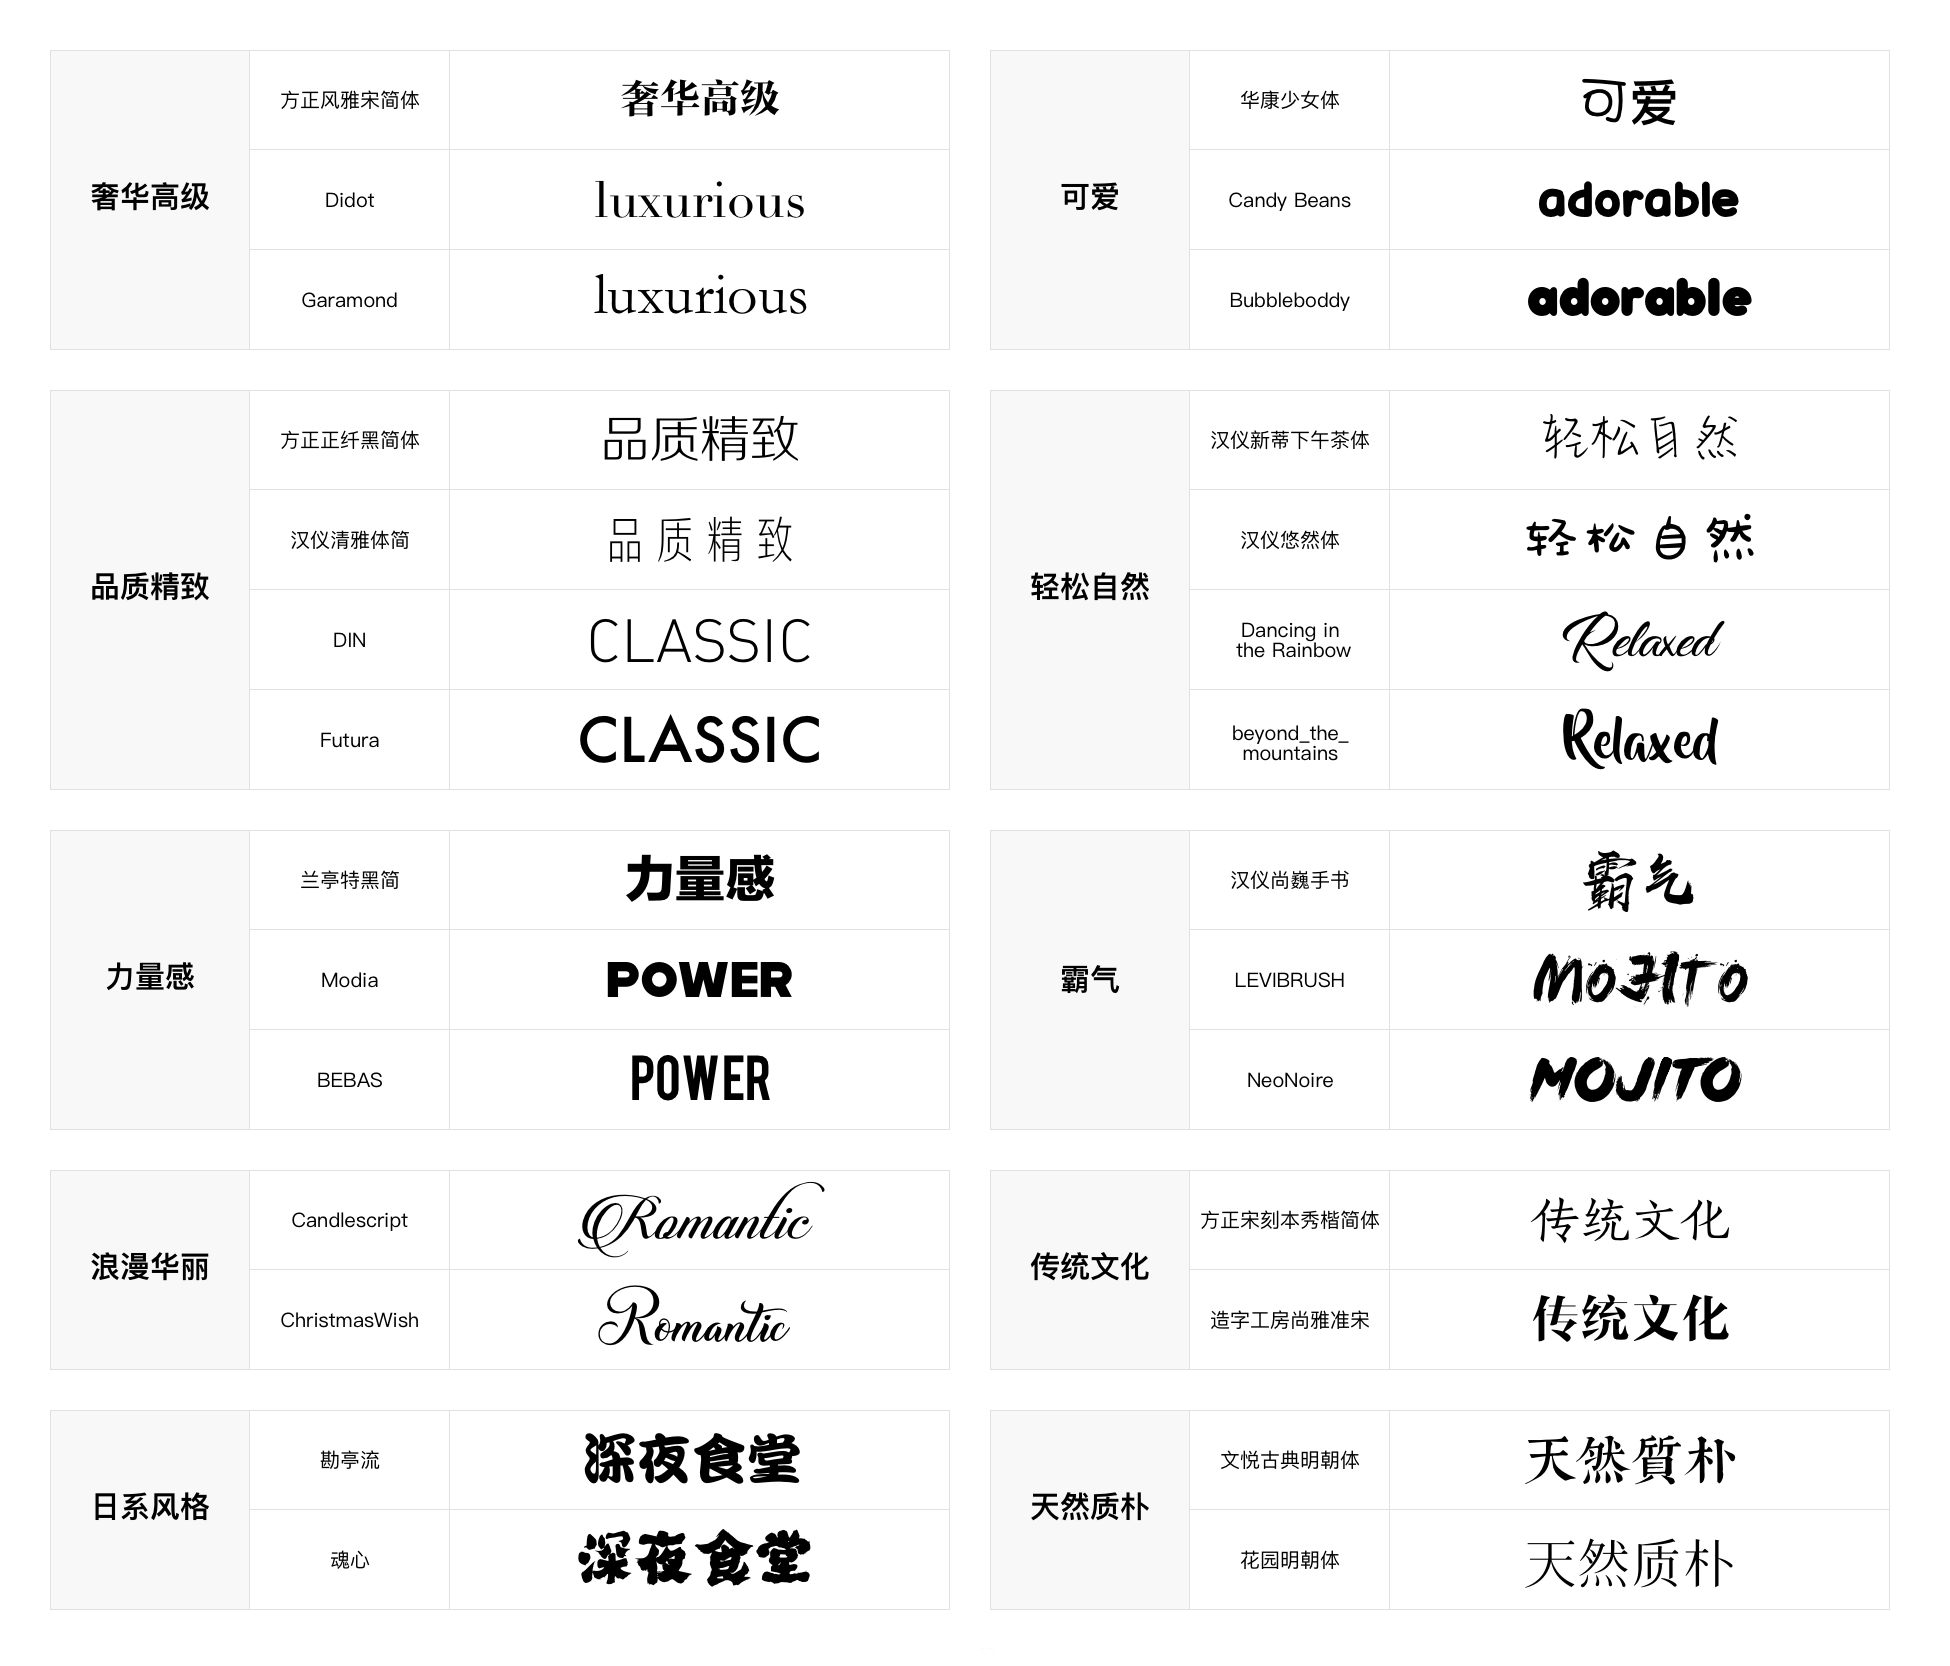 奢华高级
方正风雅宋简体
奢华高级
Didot
luxurious
Garamond
luxurious
可爱
华康少女体
可爱
Candy Beans
adorable
Bubbleboddy
adorable
品质精致
方正正纤黑简体
品质精致
汉仪清雅体简
品质精致
DIN
CLASSIC
Futura
CLASSIC
轻松自然
汉仪新蒂下午茶体
轻松自然
汉仪悠然体
轻松自然
Dancing in
the Rainbow
Relaxed
beyond_the_
mountains
Relaxed
力量感
兰亭特黑简
力量感
Modia
POWER
BEBAS
POWER
霸气
汉仪尚巍手书
霸气
LEVIBRUSH
MoJITo
NeoNoire
MOJITO
浪漫华丽
Candlescript
Romantic
ChristmasWish
Romantic
传统文化
方正宋刻本秀楷简体
传统文化
造字工房尚雅准宋
传统文化
日系风格
勘亭流
深夜食堂
魂心
深夜食堂
天然质朴
文悦古典明朝体
天然質朴
花园明朝体
天然质朴